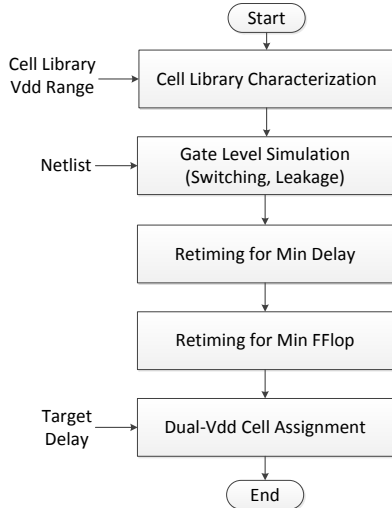 Start
Cell Library
Vdd Range
Cell Library Characterization
Netlist
Gate Level Simulation
(Switching, Leakage)
Retiming for Min Delay
Retiming for Min FFlop
Target
Delay
Dual-Vdd Cell Assignment
End